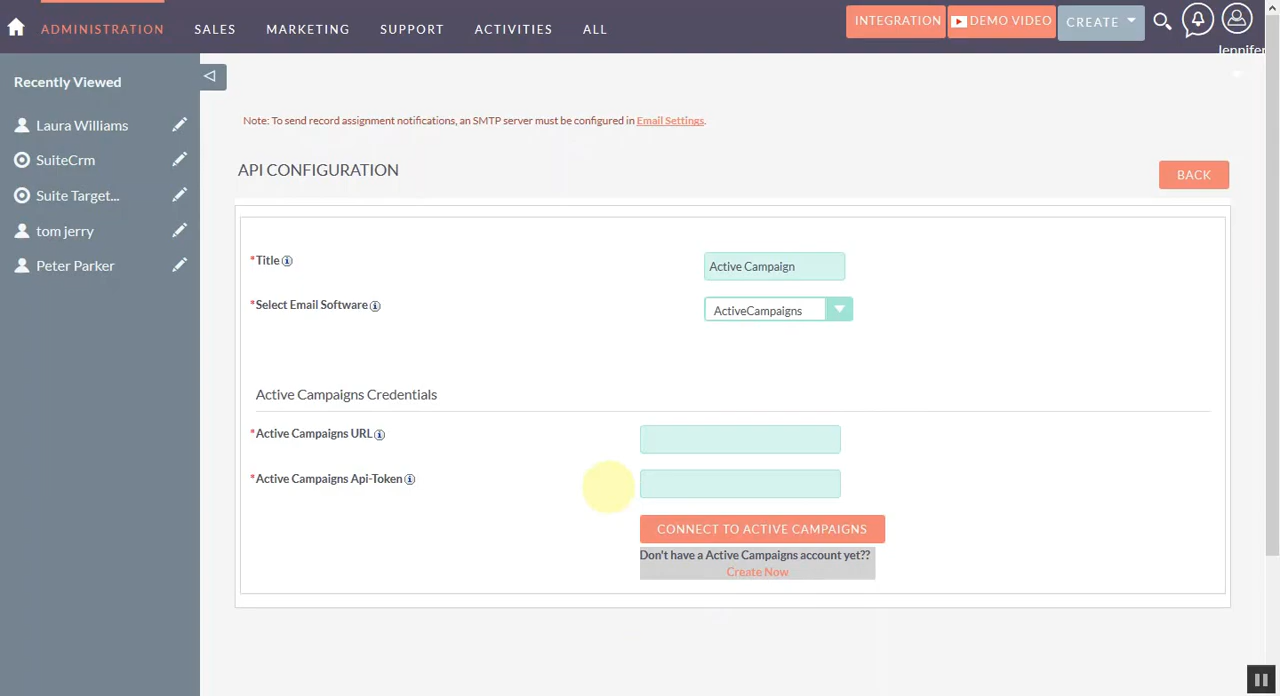 ADMINISTRATION SALES MARKETING SUPPORT ACTIVITIES ALL INTEGRATION DEMO VIDEO CREATE
Jennifer
Recently Viewed
Laura Williams
SuiteCrm
Suite Target...
tom jerry
Peter Parker
Note: To send record assignment notifications, an SMTP server must be configured in Email Settings.
API CONFIGURATION
BACK
*Title
Active Campaign
*Select Email Software
ActiveCampaigns
Active Campaigns Credentials
*Active Campaigns URL
*Active Campaigns Api-Token
CONNECT TO ACTIVE CAMPAIGNS
Don't have a Active Campaigns account yet??
Create Now